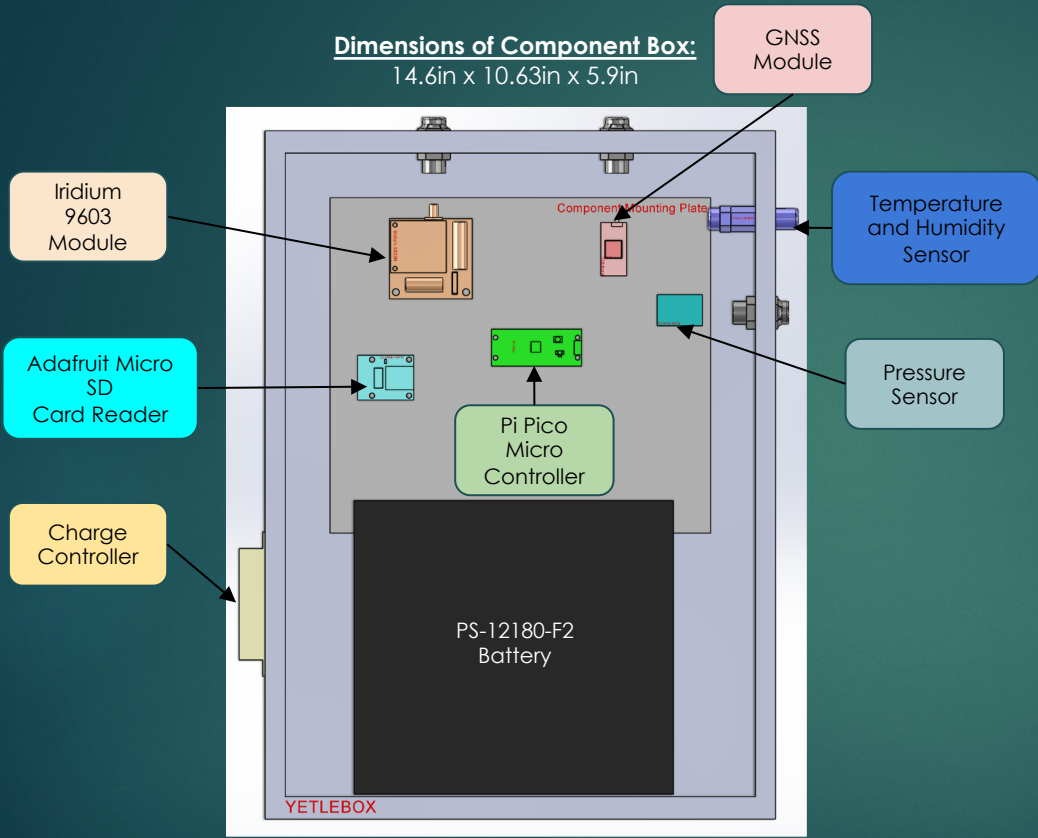 Dimensions of Component Box:
14.6in x 10.63in x 5.9in
GNSS
Module
Iridium
9603
Module
Component Mounting Plate
Temperature
and Humidity
Sensor
Adafruit Micro
SD
Card Reader
Pi Pico
Micro
Controller
Pressure
Sensor
Charge
Controller
PS-12180-F2
Battery
YETLEBOX